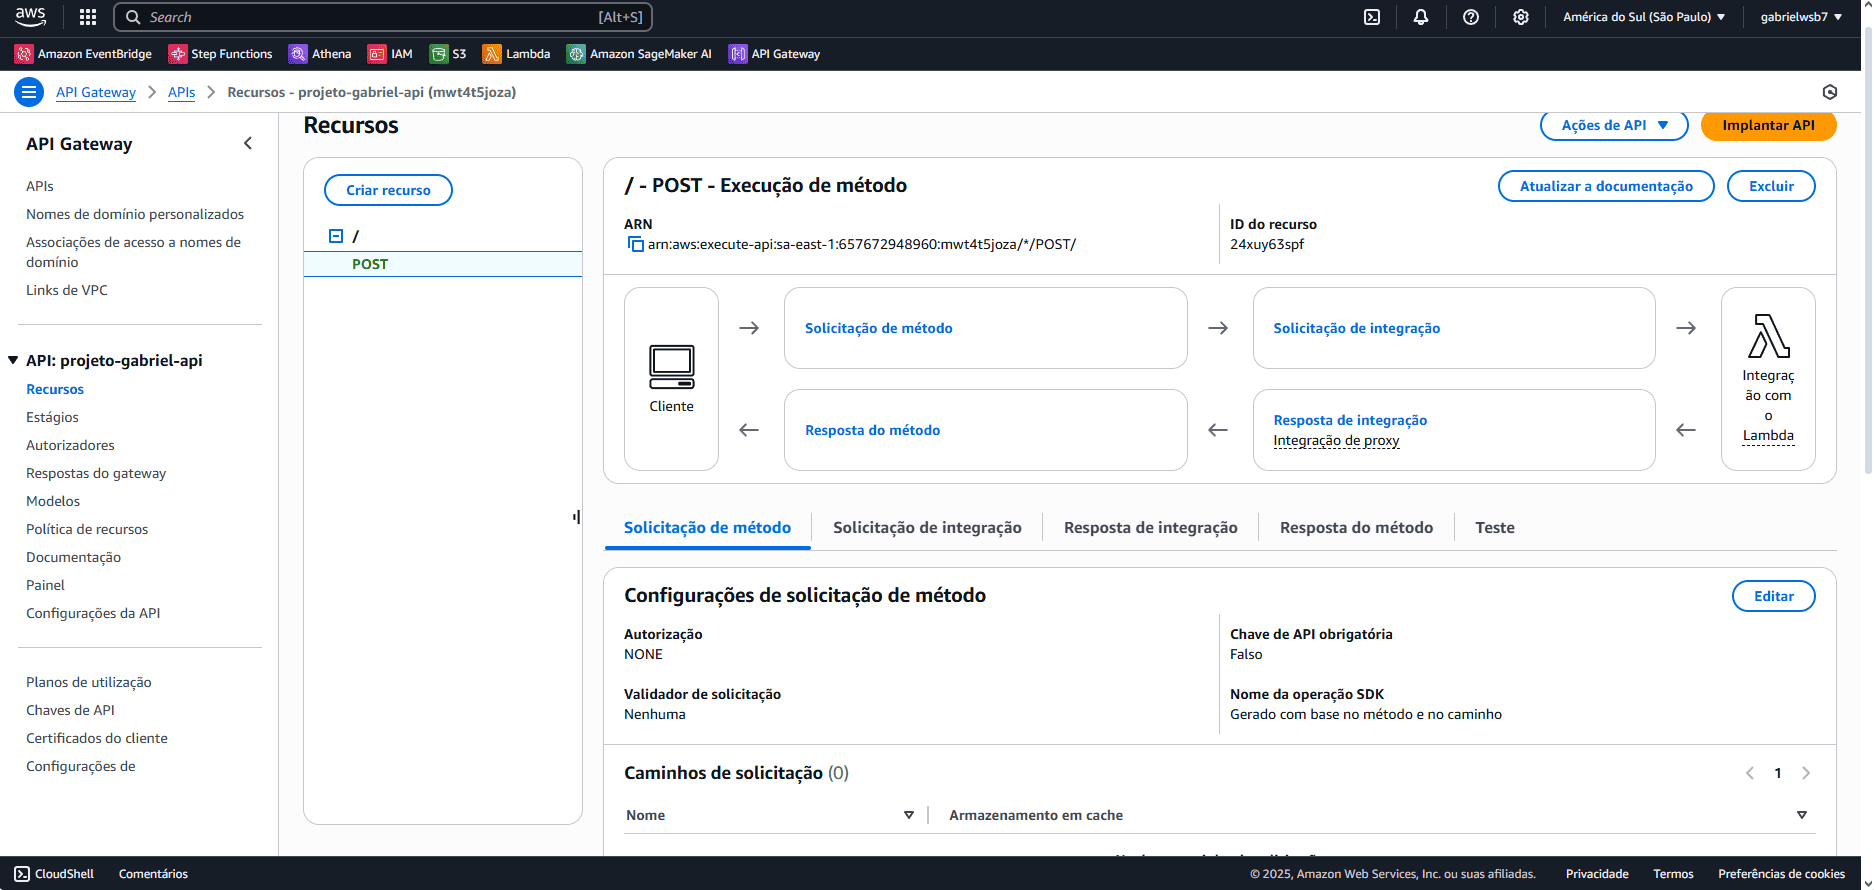 aws
Search [Alt+S]
América do Sul (São Paulo) ▼
gabrielwsb7 ▼
Amazon EventBridge
Step Functions
Athena
IAM
S3
Lambda
Amazon SageMaker AI
API Gateway
API Gateway > APIs > Recursos - projeto-gabriel-api (mwt4t5joza)
API Gateway
APIs
Nomes de domínio personalizados
Associações de acesso a nomes de
domínio
Links de VPC
API: projeto-gabriel-api
Recursos
Estágios
Autorizadores
Respostas do gateway
Modelos
Política de recursos
Documentação
Painel
Configurações da API
Planos de utilização
Chaves de API
Certificados do cliente
Configurações de
Recursos
Ações de API ▼
Implantar API
Criar recurso
/
POST
/ - POST - Execução de método
Atualizar a documentação
Excluir
ARN
arn:aws:execute-api:sa-east-1:657672948960:mwt4t5joza/*/POST/
ID do recurso
24xuy63spf
Cliente
Solicitação de método
Solicitação de integração
Resposta do método
Resposta de integração
Integração de proxy
Integraç
ão com
o
Lambda
Solicitação de método
Solicitação de integração
Resposta de integração
Resposta do método
Teste
Configurações de solicitação de método
Editar
Autorização
NONE
Chave de API obrigatória
Falso
Validador de solicitação
Nenhuma
Nome da operação SDK
Gerado com base no método e no caminho
Caminhos de solicitação (0)
1
Nome
Armazenamento em cache
CloudShell
Comentários
© 2025, Amazon Web Services, Inc. ou suas afiliadas.
Privacidade
Termos
Preferências de cookies